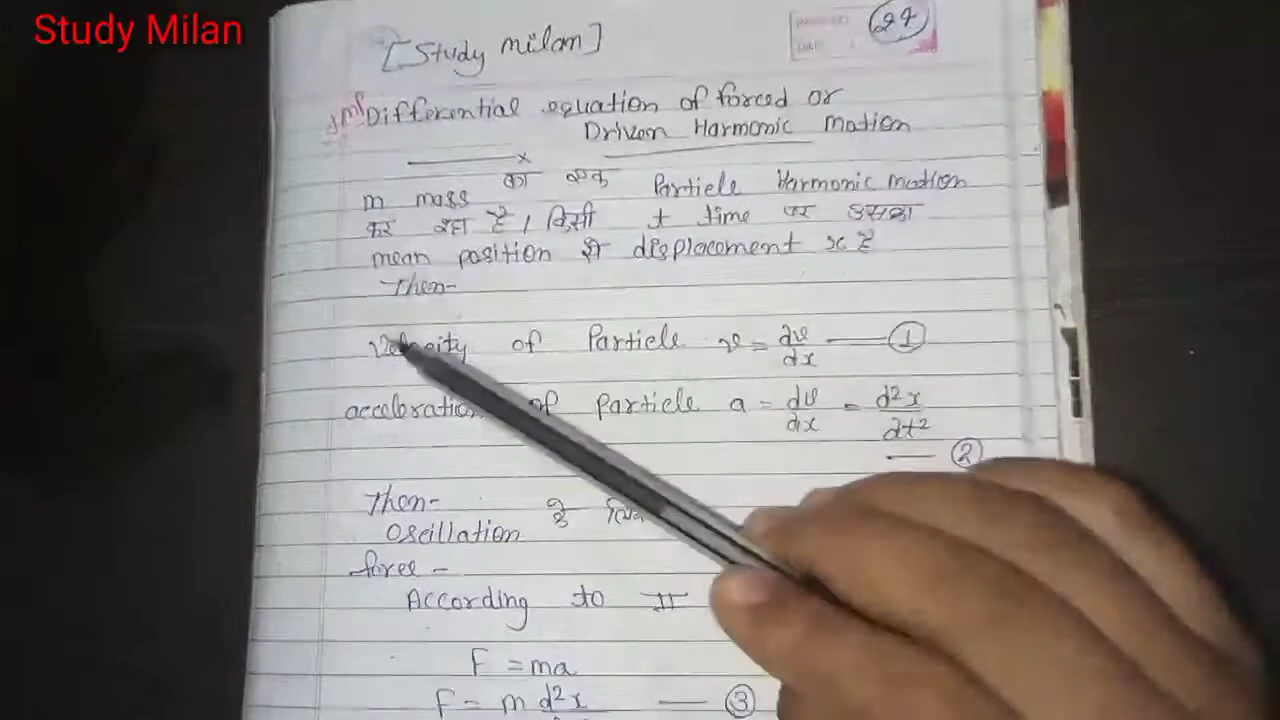 Study Milan
[Study milan]
24
Imp Differential equation of forced or
Driven Harmonic Motion
m mass का एक Particle Harmonic motion
कर रहा है। किसी t time पर उसका
mean position से displacement x है
Then-
Velocity of Particle v = dv/dx —— ①
acceleration of Particle a = dv/dx = d²x/dt²
—— ②
Then-
Oscillation के लिए
force -
According to II
F = ma
F = m d²x —— ③